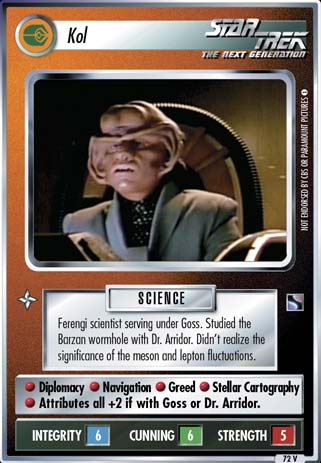 Kol
STAR TREK
THE NEXT GENERATION
NOT ENDORSED BY CBS OR PARAMOUNT PICTURES
SCIENCE
Ferengi scientist serving under Goss. Studied the
Barzan wormhole with Dr. Arridor. Didn't realize the
significance of the meson and lepton fluctuations.
Diplomacy Navigation Greed Stellar Cartography
Attributes all +2 if with Goss or Dr. Arridor.
INTEGRITY 6 CUNNING 6 STRENGTH 5
72 V